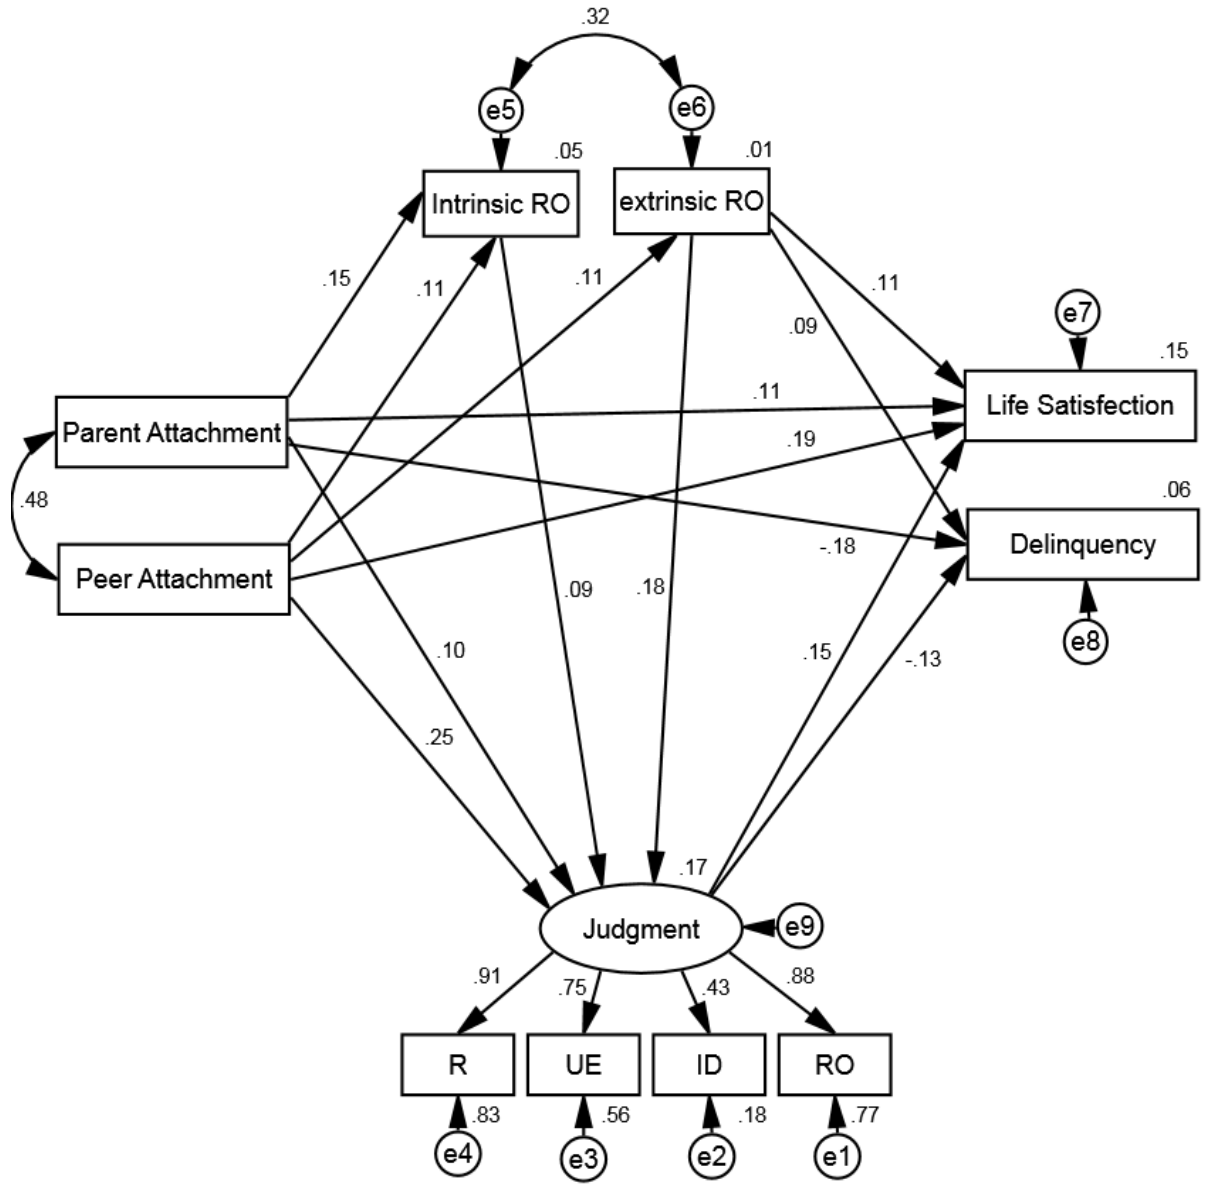 .32
e5
e6
.05
.01
Intrinsic RO
extrinsic RO
.15
.11
.11
.11
.09
e7
.15
Life Satisfection
.11
.19
Parent Attachment
.48
Peer Attachment
.06
Delinquency
-.18
e8
.09
.18
.10
.15
-.13
.25
.17
Judgment
e9
.91
.75
.43
.88
R
UE
ID
RO
.83
.56
.18
.77
e4
e3
e2
e1